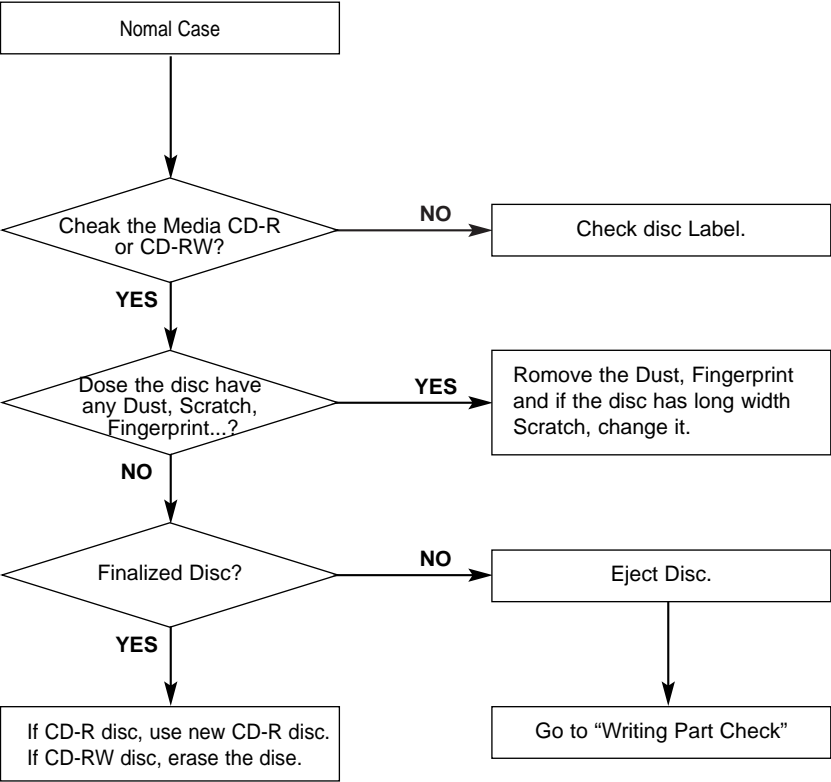 Nomal Case
Cheak the Media CD-R
or CD-RW?
NO
Check disc Label.
YES
Dose the disc have
any Dust, Scratch,
Fingerprint...?
YES
Romove the Dust, Fingerprint
and if the disc has long width
Scratch, change it.
NO
Finalized Disc?
NO
Eject Disc.
YES
If CD-R disc, use new CD-R disc.
If CD-RW disc, erase the dise.
Go to “Writing Part Check”